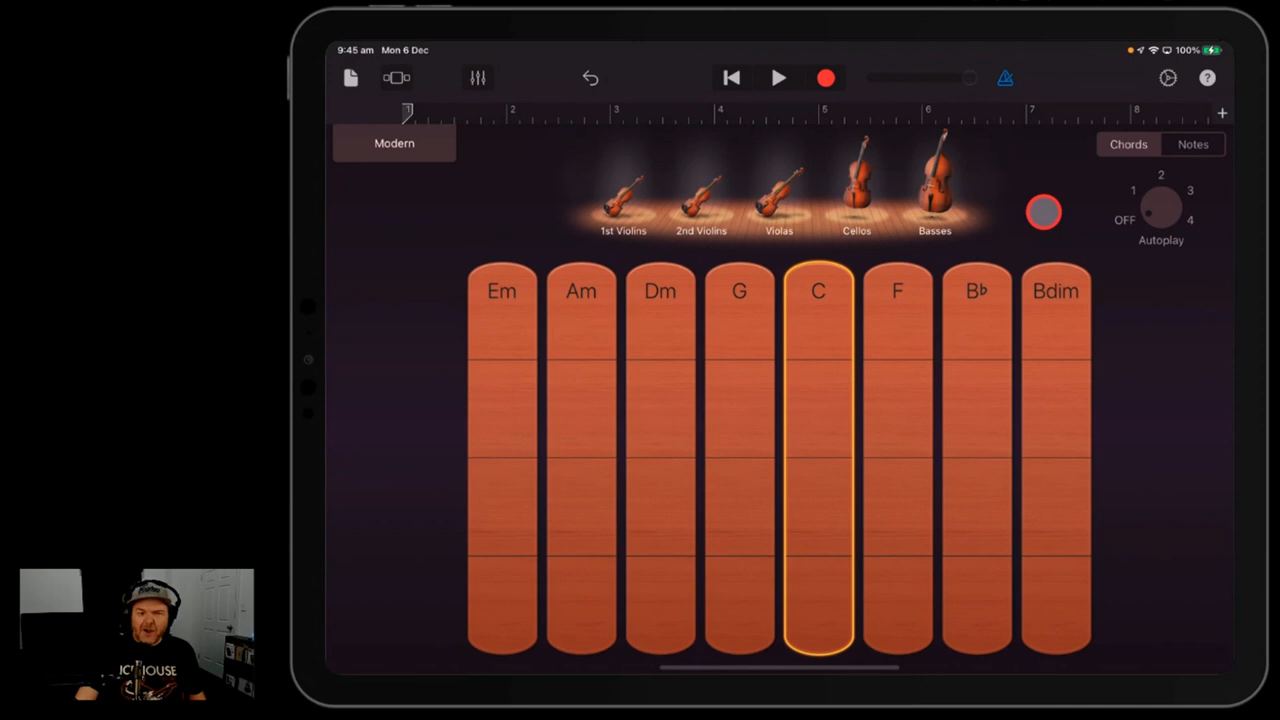 9:45 am Mon 6 Dec
100%
1 2 3 4 5 6 7 8
Modern
Chords Notes
1st Violins 2nd Violins Violas Cellos Basses
2
1 3
OFF 4
Autoplay
Em Am Dm G C F B♭ Bdim
HOUSE